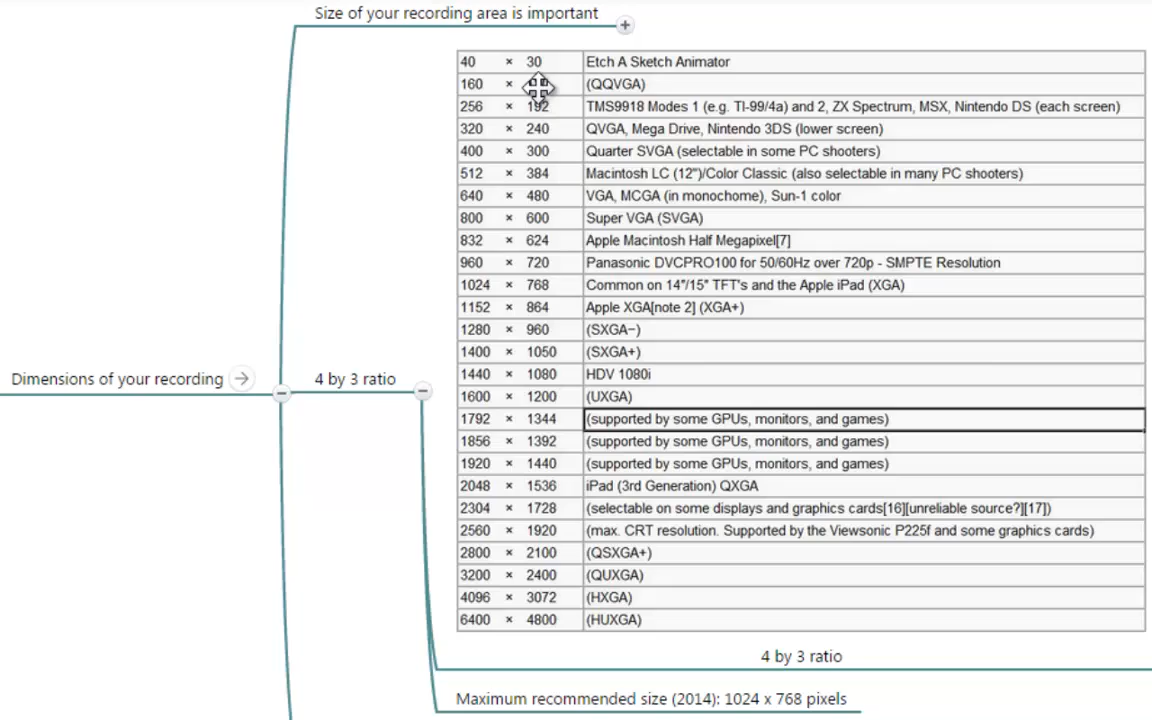 Size of your recording area is important
40 × 30 Etch A Sketch Animator
160 × (QQVGA)
256 × 192 TMS9918 Modes 1 (e.g. TI-99/4a) and 2, ZX Spectrum, MSX, Nintendo DS (each screen)
320 × 240 QVGA, Mega Drive, Nintendo 3DS (lower screen)
400 × 300 Quarter SVGA (selectable in some PC shooters)
512 × 384 Macintosh LC (12")/Color Classic (also selectable in many PC shooters)
640 × 480 VGA, MCGA (in monochome), Sun-1 color
800 × 600 Super VGA (SVGA)
832 × 624 Apple Macintosh Half Megapixel[7]
960 × 720 Panasonic DVCPRO100 for 50/60Hz over 720p - SMPTE Resolution
1024 × 768 Common on 14"/15" TFT's and the Apple iPad (XGA)
1152 × 864 Apple XGA[note 2] (XGA+)
1280 × 960 (SXGA−)
1400 × 1050 (SXGA+)
1440 × 1080 HDV 1080i
1600 × 1200 (UXGA)
1792 × 1344 (supported by some GPUs, monitors, and games)
1856 × 1392 (supported by some GPUs, monitors, and games)
1920 × 1440 (supported by some GPUs, monitors, and games)
2048 × 1536 iPad (3rd Generation) QXGA
2304 × 1728 (selectable on some displays and graphics cards[16][unreliable source?][17])
2560 × 1920 (max. CRT resolution. Supported by the Viewsonic P225f and some graphics cards)
2800 × 2100 (QSXGA+)
3200 × 2400 (QUXGA)
4096 × 3072 (HXGA)
6400 × 4800 (HUXGA)
Dimensions of your recording
4 by 3 ratio
4 by 3 ratio
Maximum recommended size (2014): 1024 x 768 pixels